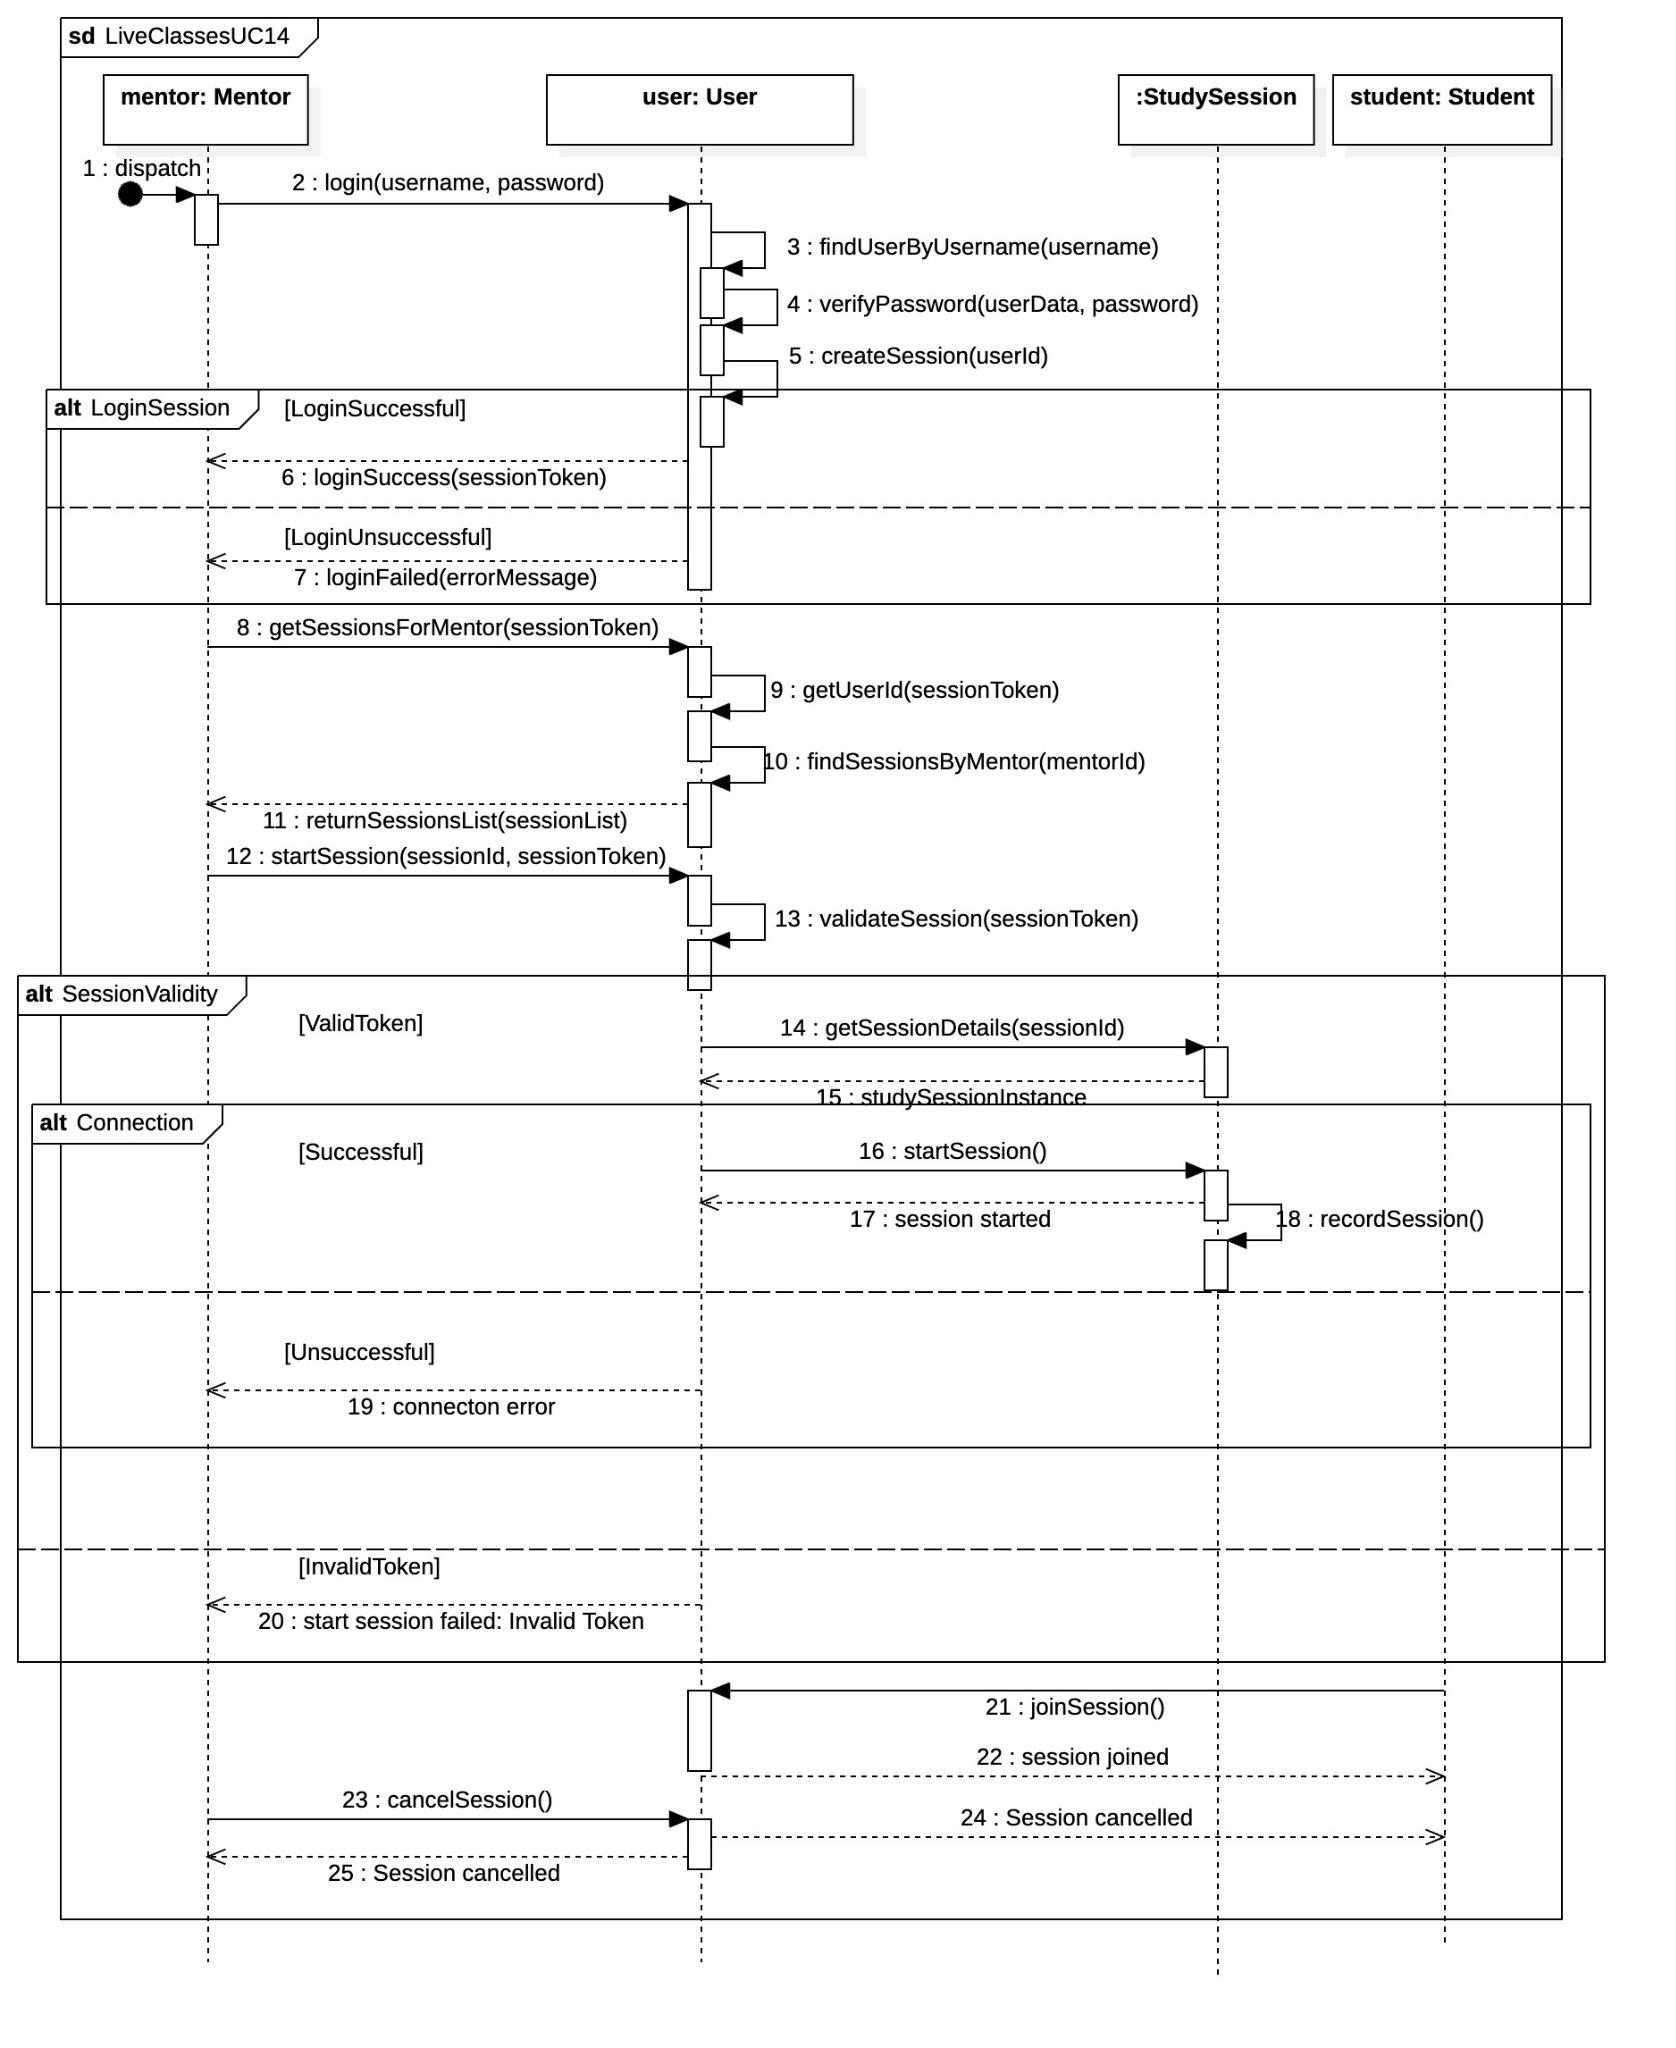 sd LiveClassesUC14
mentor: Mentor
user: User
:StudySession
student: Student
1 : dispatch
2 : login(username, password)
3 : findUserByUsername(username)
4 : verifyPassword(userData, password)
5 : createSession(userId)
alt LoginSession
[LoginSuccessful]
6 : loginSuccess(sessionToken)
[LoginUnsuccessful]
7 : loginFailed(errorMessage)
8 : getSessionsForMentor(sessionToken)
9 : getUserId(sessionToken)
10 : findSessionsByMentor(mentorId)
11 : returnSessionsList(sessionList)
12 : startSession(sessionId, sessionToken)
13 : validateSession(sessionToken)
alt SessionValidity
[ValidToken]
14 : getSessionDetails(sessionId)
15 : studySessionInstance
alt Connection
[Successful]
16 : startSession()
17 : session started
18 : recordSession()
[Unsuccessful]
19 : connecton error
[InvalidToken]
20 : start session failed: Invalid Token
21 : joinSession()
22 : session joined
23 : cancelSession()
24 : Session cancelled
25 : Session cancelled